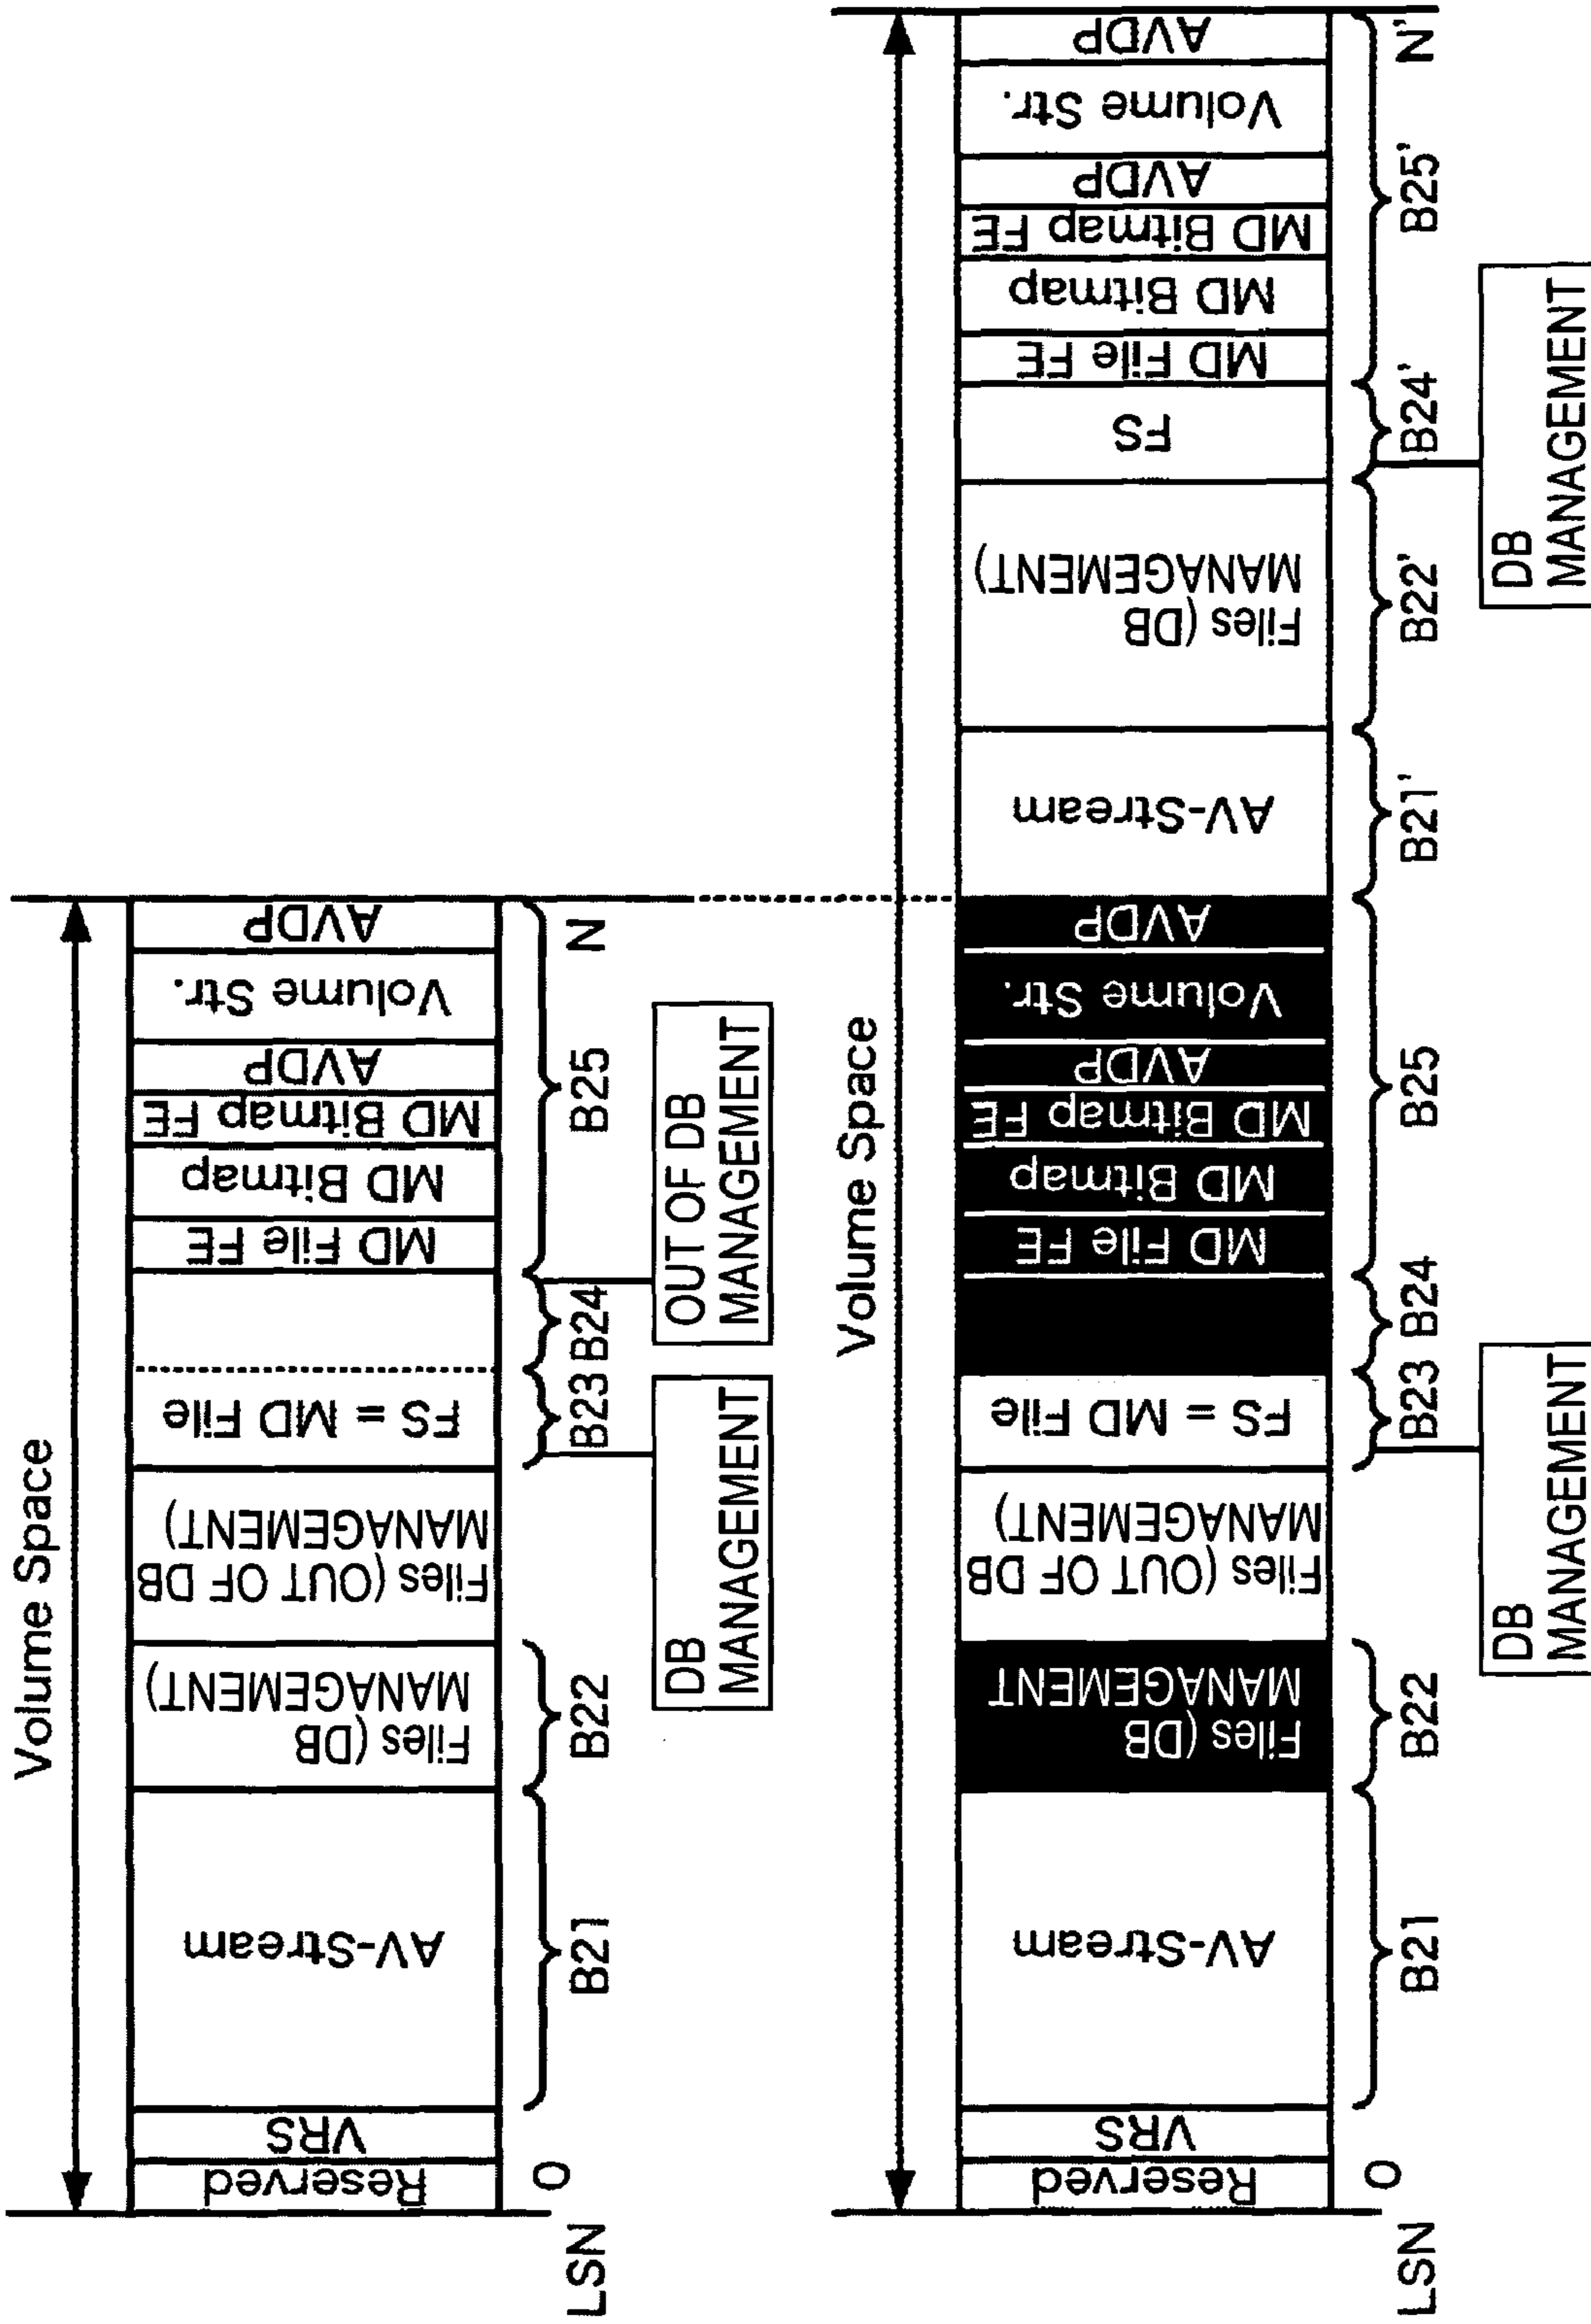 Volume Space
Reserved
VRS
AV-Stream
Files (DB
MANAGEMENT)
Files (OUT OF DB
MANAGEMENT)
FS = MD File
MD File FE
MD Bitmap
MD Bitmap FE
AVDP
Volume Str.
AVDP
LSN
0
B21
B22
B23
B24
B25
N
DB
MANAGEMENT
OUT OF DB
MANAGEMENT
Volume Space
Reserved
VRS
AV-Stream
Files (DB
MANAGEMENT
Files (OUT OF DB
MANAGEMENT)
FS = MD File
MD File FE
MD Bitmap
MD Bitmap FE
AVDP
Volume Str.
AVDP
AV-Stream
Files (DB
MANAGEMENT)
FS
MD File FE
MD Bitmap
MD Bitmap FE
AVDP
Volume Str.
AVDP
LSN
0
B21
B22
B23
B24
B25
B21'
B22'
B24'
B25'
N'
DB
MANAGEMENT
DB
MANAGEMENT